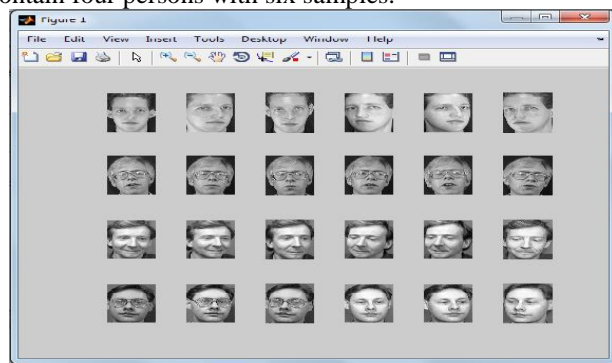 ontain four persons with six samples.
Figure 1
File Edit View Insert Tools Desktop Window Help